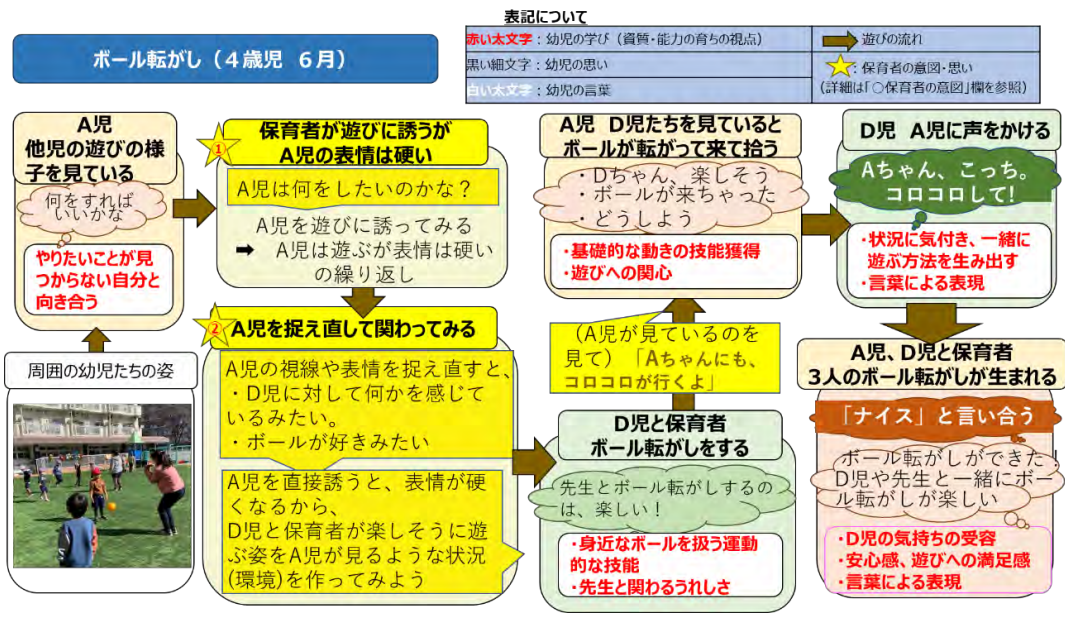 表記について
赤い太文字：幼児の学び（資質・能力の育ちの視点）
黒い細文字：幼児の思い
白い太文字：幼児の言葉
遊びの流れ
：保育者の意図・思い
(詳細は「○保育者の意図」欄を参照)
ボール転がし（４歳児 ６月）
A児
他児の遊びの様
子を見ている
何をすれば
いいかな
やりたいことが見
つからない自分と
向き合う
周囲の幼児たちの姿
①
保育者が遊びに誘うが
A児の表情は硬い
A児は何をしたいのかな？
A児を遊びに誘ってみる
➡ A児は遊ぶが表情は硬い
の繰り返し
②
A児を捉え直して関わってみる
A児の視線や表情を捉え直すと、
・D児に対して何かを感じて
いるみたい。
・ボールが好きみたい
A児を直接誘うと、表情が硬
くなるから、
D児と保育者が楽しそうに遊
ぶ姿をA児が見るような状況
(環境)を作ってみよう
D児と保育者
ボール転がしをする
先生とボール転がしするの
は、楽しい！
・身近なボールを扱う運動
的な技能
・先生と関わるうれしさ
（A児が見ているのを
見て）「Aちゃんにも、
コロコロが行くよ」
A児 D児たちを見ていると
ボールが転がって来て拾う
・Dちゃん、楽しそう
・ボールが来ちゃった
・どうしよう
・基礎的な動きの技能獲得
・遊びへの関心
D児 A児に声をかける
Aちゃん、こっち。
コロコロして!
・状況に気付き、一緒に
遊ぶ方法を生み出す
・言葉による表現
A児、D児と保育者
３人のボール転がしが生まれる
「ナイス」と言い合う
ボール転がしができた！
D児や先生と一緒にボー
ル転がしが楽しい
・D児の気持ちの受容
・安心感、遊びへの満足感
・言葉による表現